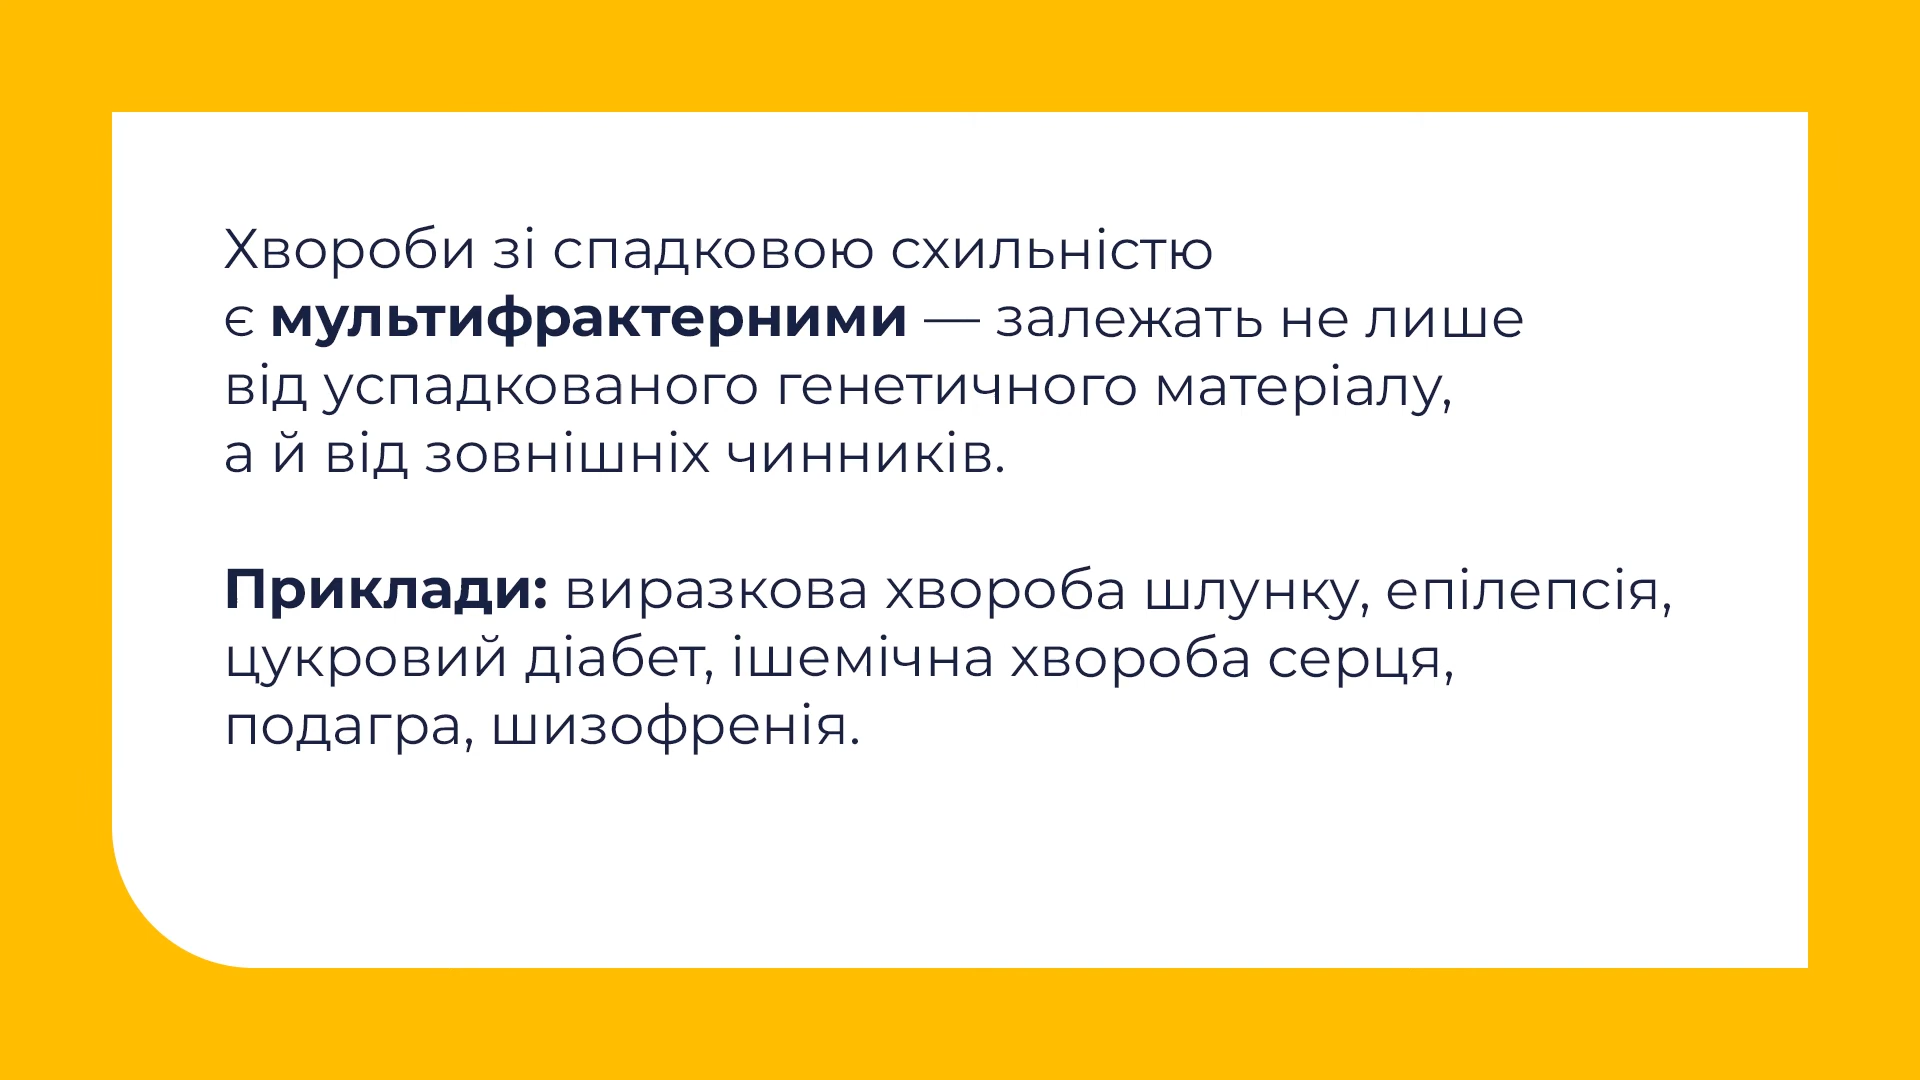 Хвороби зі спадковою схильністю
є мультифрактерними — залежать не лише
від успадкованого генетичного матеріалу,
а й від зовнішніх чинників.
Приклади: виразкова хвороба шлунку, епілепсія,
цукровий діабет, ішемічна хвороба серця,
подагра, шизофренія.